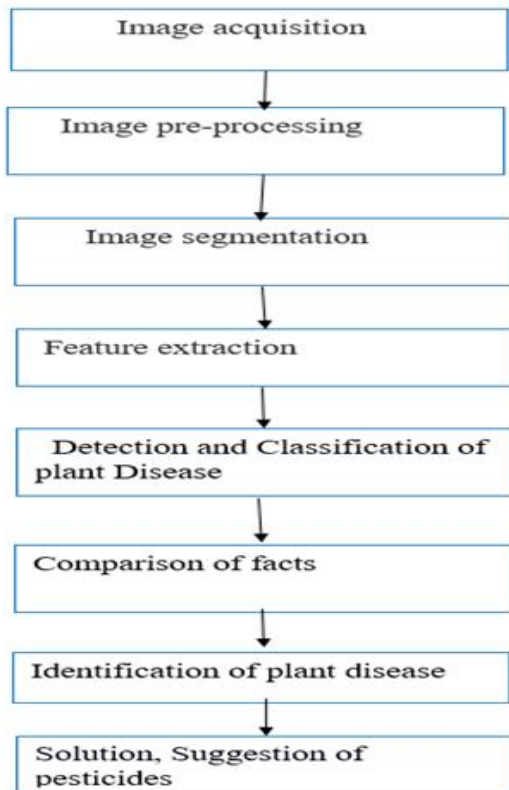 Image acquisition
Image pre-processing
Image segmentation
Feature extraction
Detection and Classification of
plant Disease
Comparison of facts
Identification of plant disease
Solution, Suggestion of
pesticides